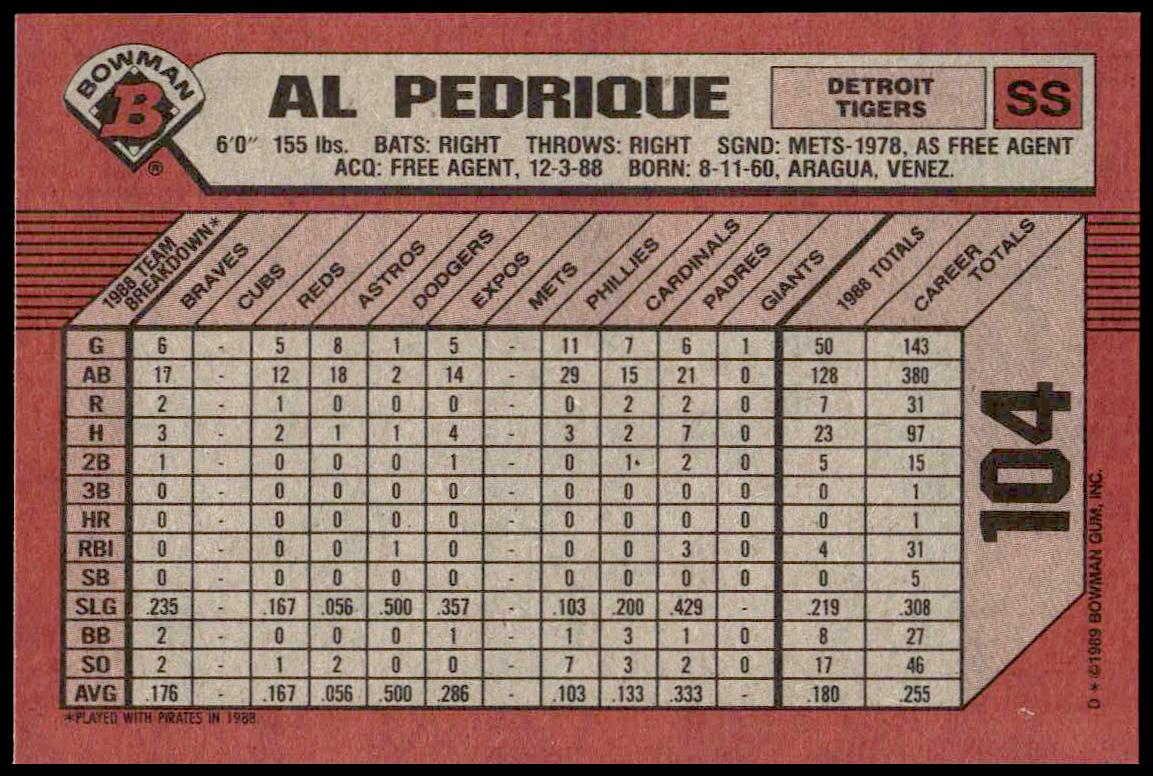 BOWMAN
B
®
AL PEDRIQUE
DETROIT
TIGERS
SS
6'0" 155 lbs. BATS: RIGHT THROWS: RIGHT SGND: METS-1978, AS FREE AGENT
ACQ: FREE AGENT, 12-3-88 BORN: 8-11-60, ARAGUA, VENEZ.
1988 TEAM BREAKDOWN* BRAVES CUBS REDS ASTROS DODGERS EXPOS METS PHILLIES CARDINALS PADRES GIANTS 1988 TOTALS CAREER TOTALS
G 6 - 5 8 1 5 - 11 7 6 1 50 143
AB 17 - 12 18 2 14 - 29 15 21 0 128 380
R 2 - 1 0 0 0 - 0 2 2 0 7 31
H 3 - 2 1 1 4 - 3 2 7 0 23 97
2B 1 - 0 0 0 1 - 0 1 2 0 5 15
3B 0 - 0 0 0 0 - 0 0 0 0 0 1
HR 0 - 0 0 0 0 - 0 0 0 0 0 1
RBI 0 - 0 0 1 0 - 0 0 3 0 4 31
SB 0 - 0 0 0 0 - 0 0 0 0 0 5
SLG .235 - .167 .056 .500 .357 - .103 .200 .429 - .219 .308
BB 2 - 0 0 0 1 - 1 3 1 0 8 27
SO 2 - 1 2 0 0 - 7 3 2 0 17 46
AVG .176 - .167 .056 .500 .286 - .103 .133 .333 - .180 .255
*PLAYED WITH PIRATES IN 1988
104
D * ©1989 BOWMAN GUM, INC.